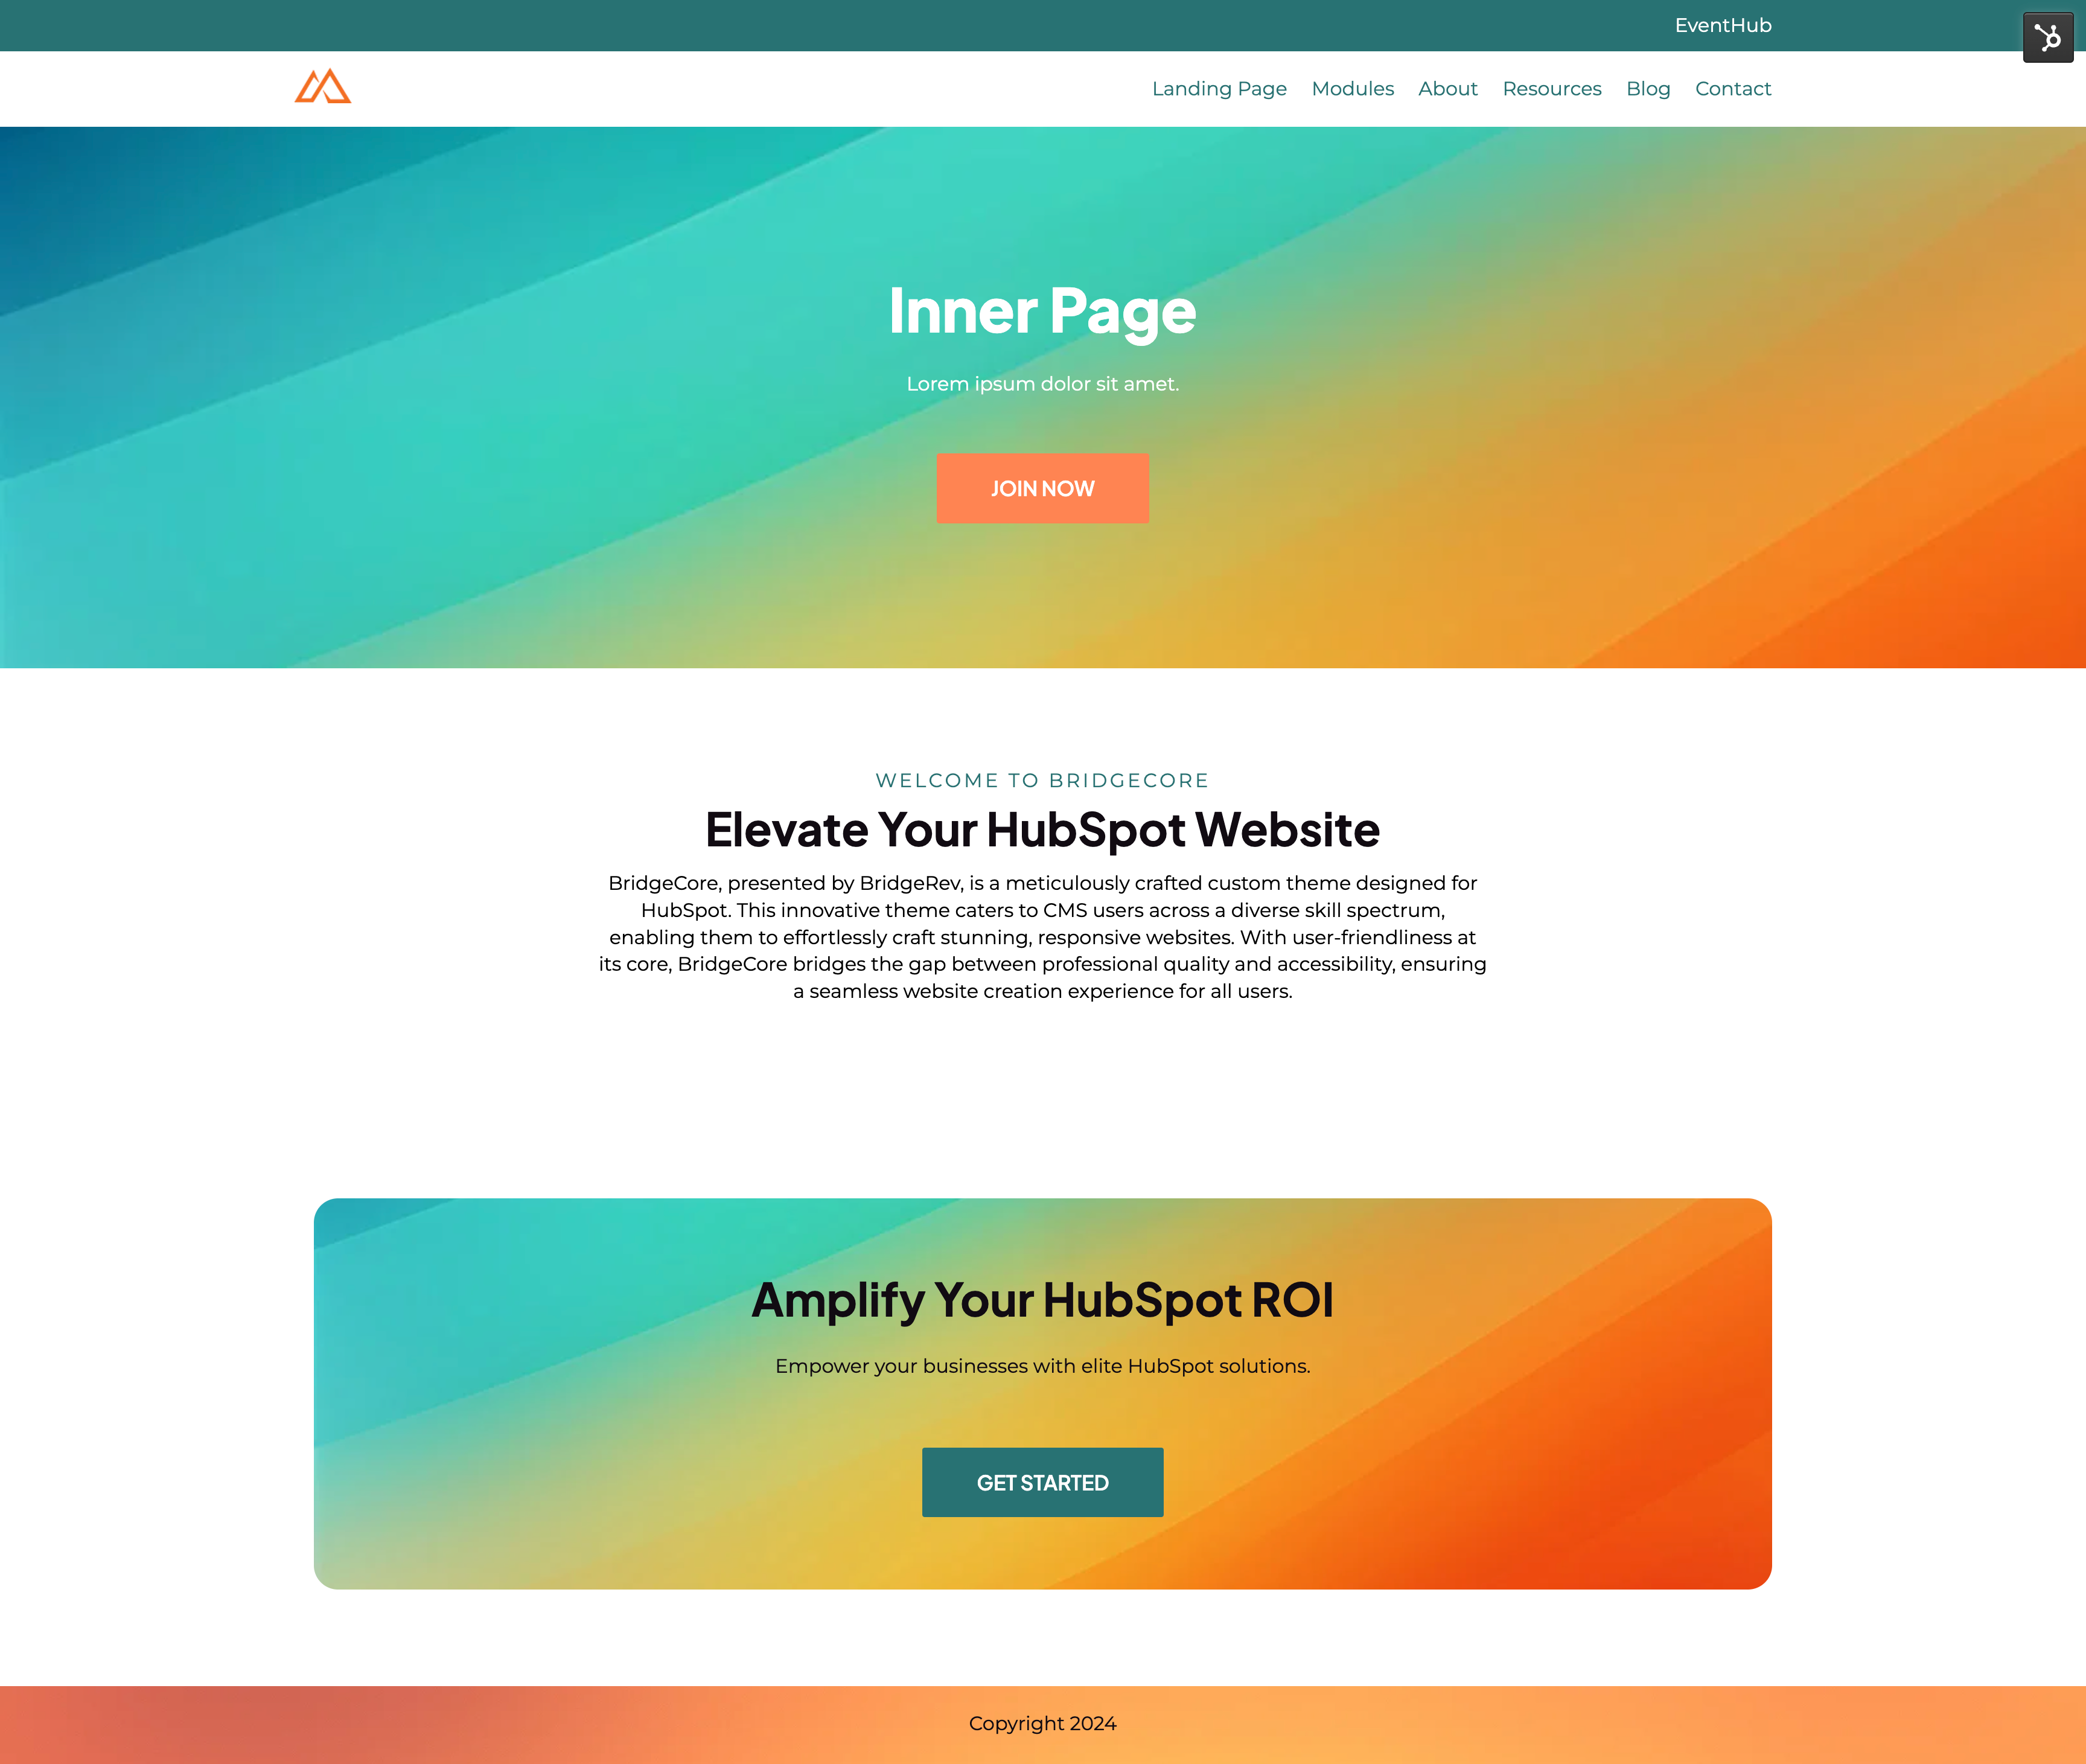 EventHub
Landing Page Modules About Resources Blog Contact
Inner Page
Lorem ipsum dolor sit amet.
JOIN NOW
WELCOME TO BRIDGECORE
Elevate Your HubSpot Website
BridgeCore, presented by BridgeRev, is a meticulously crafted custom theme designed for
HubSpot. This innovative theme caters to CMS users across a diverse skill spectrum,
enabling them to effortlessly craft stunning, responsive websites. With user-friendliness at
its core, BridgeCore bridges the gap between professional quality and accessibility, ensuring
a seamless website creation experience for all users.
Amplify Your HubSpot ROI
Empower your businesses with elite HubSpot solutions.
GET STARTED
Copyright 2024